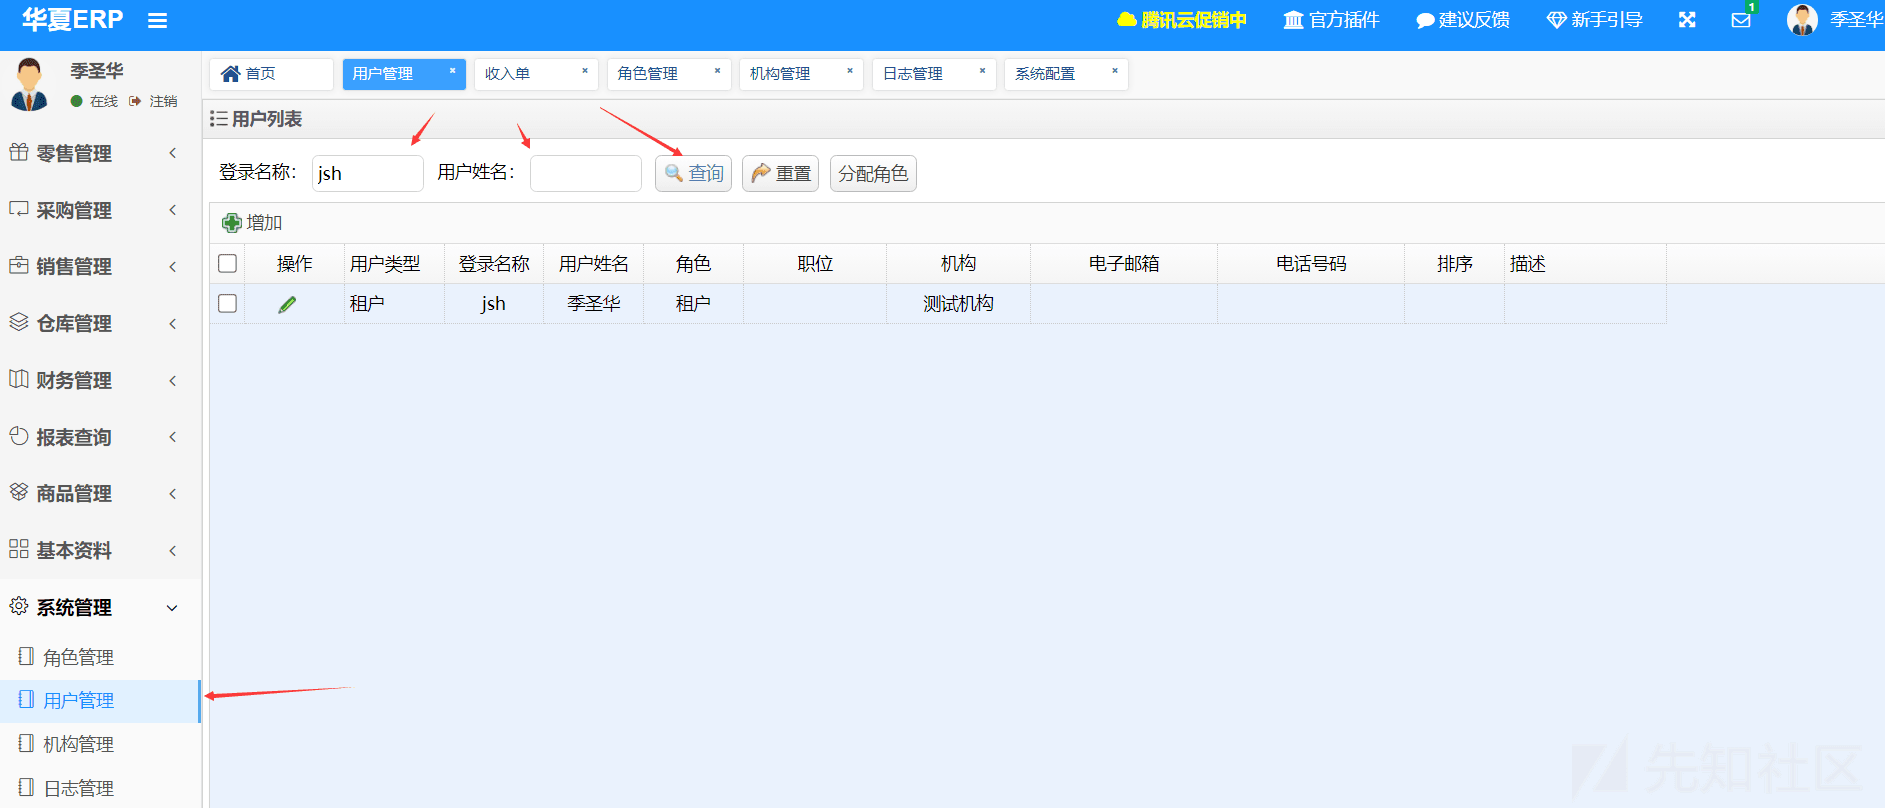 华夏ERP
腾讯云促销中 官方插件 建议反馈 新手引导 1 季圣华
季圣华
在线 注销
首页 用户管理 × 收入单 × 角色管理 × 机构管理 × 日志管理 × 系统配置 ×
用户列表
登录名称： jsh 用户姓名： 查询 重置 分配角色
增加
操作 用户类型 登录名称 用户姓名 角色 职位 机构 电子邮箱 电话号码 排序 描述
租户 jsh 季圣华 租户 测试机构
零售管理
采购管理
销售管理
仓库管理
财务管理
报表查询
商品管理
基本资料
系统管理
角色管理
用户管理
机构管理
日志管理
先知社区